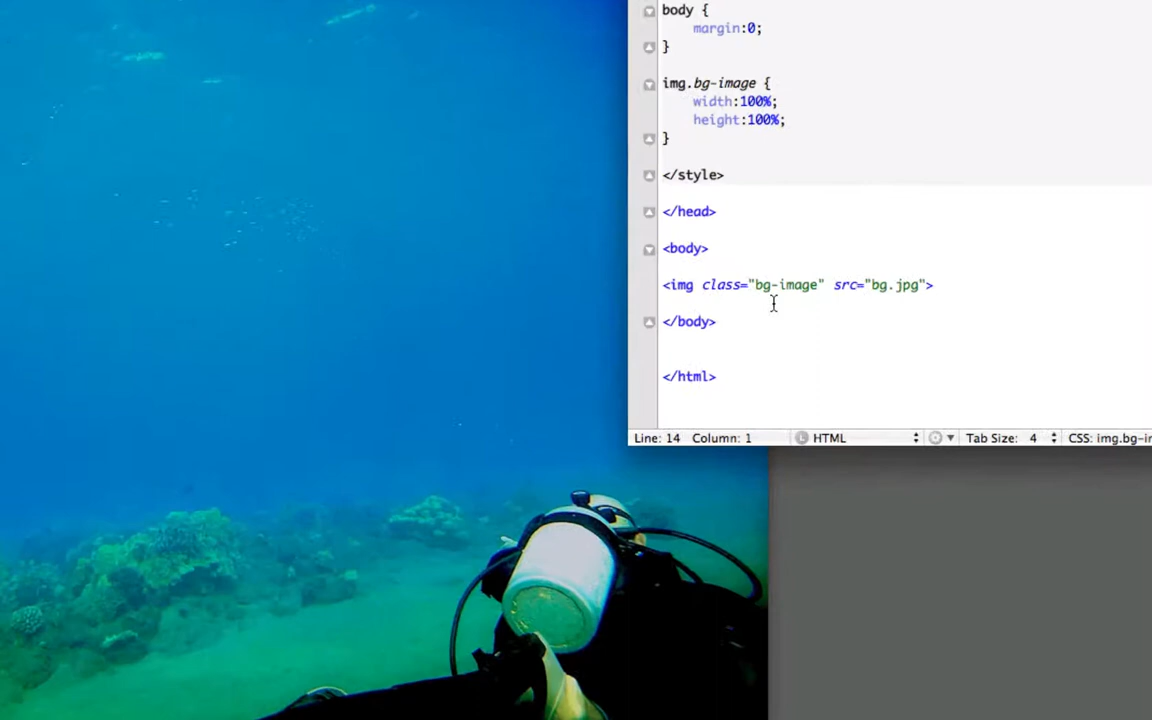 body {
margin:0;
}
img.bg-image {
width:100%;
height:100%;
}
</style>
</head>
<body>
<img class="bg-image" src="bg.jpg">
</body>
</html>
Line: 14 Column: 1 L HTML Tab Size: 4 CSS: img.bg-i